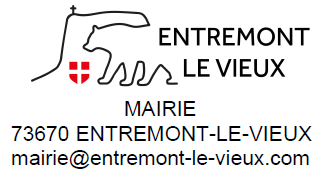 ENTREMONT
LE VIEUX
MAIRIE
73670 ENTREMONT-LE-VIEUX
mairie@entremont-le-vieux.com